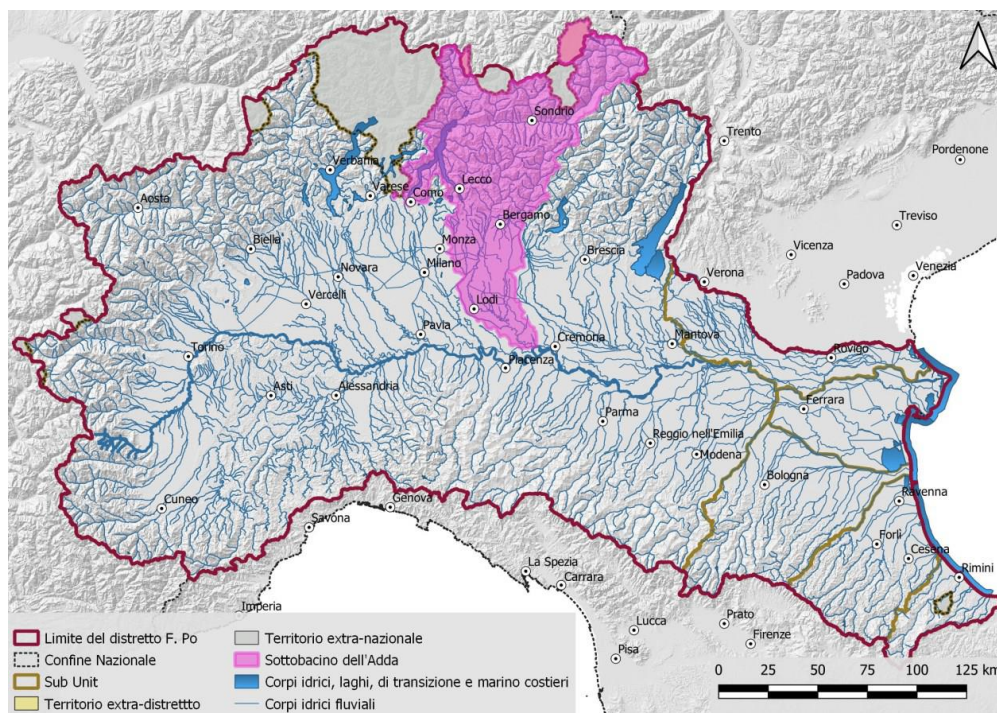 Sondrio
Trento
Pordenone
Verbania
Varese
Lecco
Como
Aosta
Bergamo
Treviso
Biella
Monza
Brescia
Vicenza
Venezia
Novara
Milano
Verona
Padova
Vercelli
Lodi
Pavia
Cremona
Mantova
Torino
Piacenza
Rovigo
Asti
Alessandria
Ferrara
Parma
Reggio nell'Emilia
Modena
Bologna
Cuneo
Genova
Ravenna
Savona
Forlì
Cesena
La Spezia
Rimini
Carrara
Imperia
Lucca
Prato
Pisa
Firenze
Limite del distretto F. Po
Confine Nazionale
Sub Unit
Territorio extra-distrettto
Territorio extra-nazionale
Sottobacino dell'Adda
Corpi idrici, laghi, di transizione e marino costieri
Corpi idrici fluviali
0 25 50 75 100 125 km